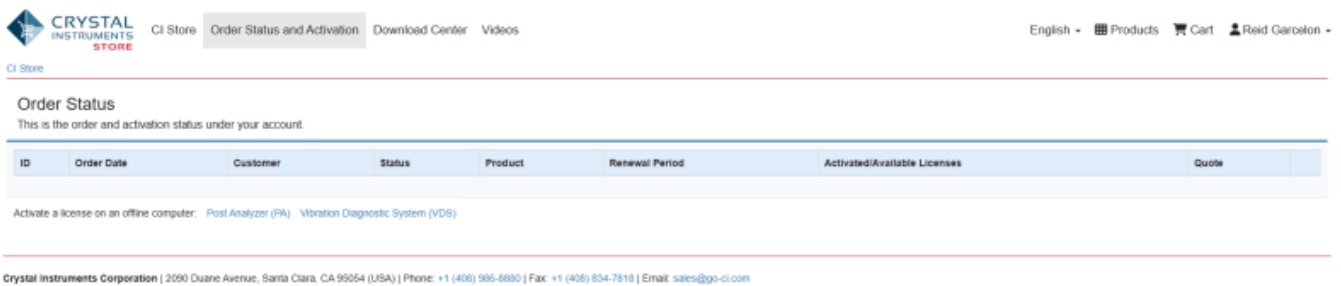 CRYSTAL
INSTRUMENTS
STORE
CI Store Order Status and Activation Download Center Videos English Products Cart Reid Garcelon
CI Store
Order Status
This is the order and activation status under your account.
ID Order Date Customer Status Product Renewal Period Activated/Available Licenses Quote
Activate a license on an offline computer: Post Analyzer (PA) Vibration Diagnostic System (VDS)
Crystal Instruments Corporation | 2090 Duane Avenue, Santa Clara, CA 95054 (USA) | Phone: +1 (408) 986-8880 | Fax: +1 (408) 834-7818 | Email: sales@go-ci.com